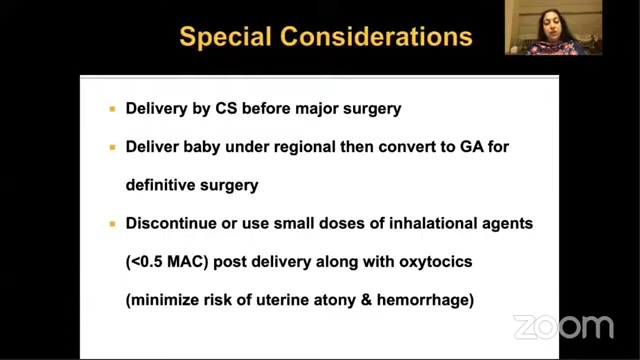 Special Considerations
Delivery by CS before major surgery
Deliver baby under regional then convert to GA for
definitive surgery
Discontinue or use small doses of inhalational agents
(<0.5 MAC) post delivery along with oxytocics
(minimize risk of uterine atony & hemorrhage)
zoom